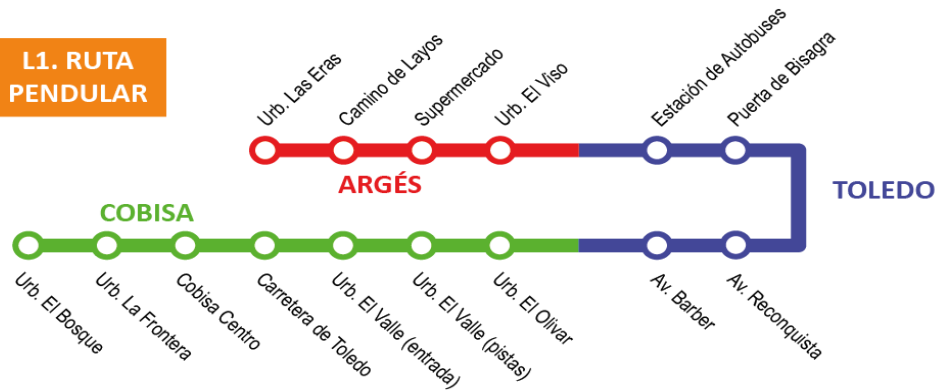 L1. RUTA
PENDULAR
Urb. Las Eras
Camino de Layos
Supermercado
Urb. El Viso
Estación de Autobuses
Puerta de Bisagra
ARGÉS
TOLEDO
COBISA
Urb. El Bosque
Urb. La Frontera
Cobisa Centro
Carretera de Toledo
Urb. El Valle (entrada)
Urb. El Valle (pistas)
Urb. El Olivar
Av. Barber
Av. Reconquista